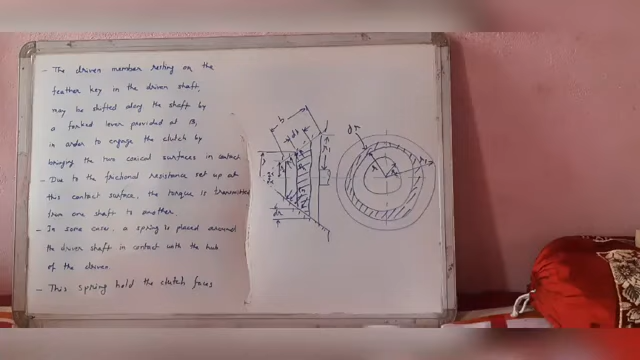 - The driven member resting on the
feather key in the driven shaft,
may be shifted along the shaft by
a forked lever provided at B,
in order to engage the clutch by
bringing the two conical surfaces in contact
- Due to the frictional resistance set up at
this contact surface, the torque is transmitted
from one shaft to another.
- In some cases, a spring is placed around
the driver shaft in contact with the hub
of the driven.
- This spring hold the clutch faces
b